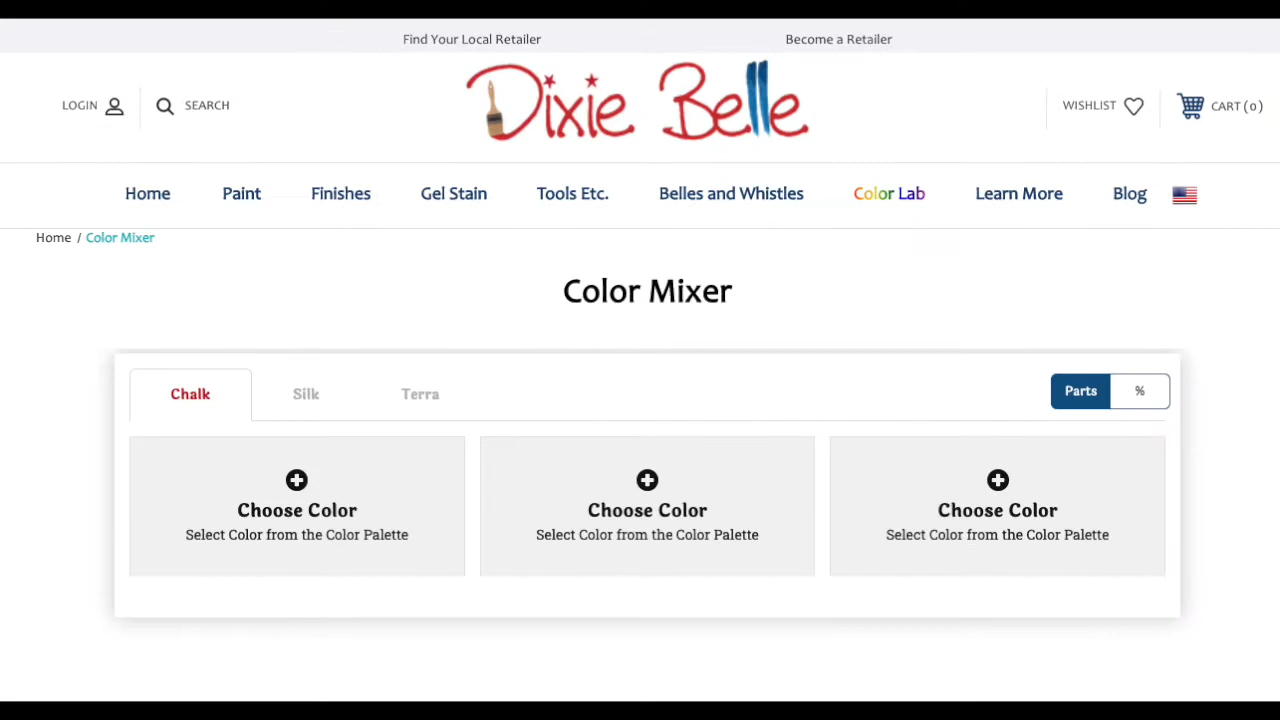 Find Your Local Retailer Become a Retailer
LOGIN SEARCH Dixie Belle WISHLIST CART (0)
Home Paint Finishes Gel Stain Tools Etc. Belles and Whistles Color Lab Learn More Blog
Home / Color Mixer
Color Mixer
Chalk Silk Terra Parts %
Choose Color Choose Color Choose Color
Select Color from the Color Palette Select Color from the Color Palette Select Color from the Color Palette